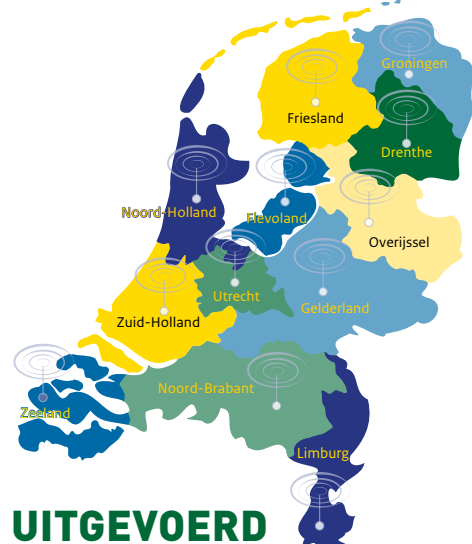 Groningen
Friesland
Drenthe
Noord-Holland
Flevoland
Overijssel
Utrecht
Gelderland
Zuid-Holland
Noord-Brabant
Zeeland
Limburg
UITGEVOERD